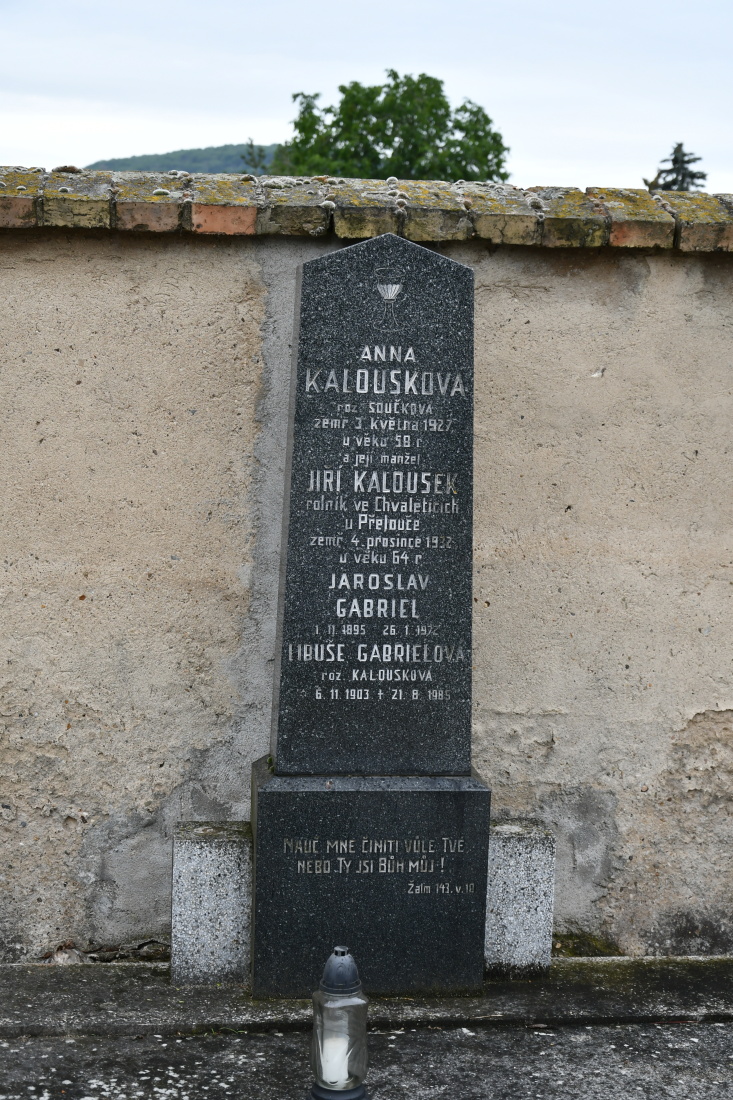 ANNA
KALOUSKOVÁ
roz. SOUČKOVÁ
zemř. 3. května 1927
u věku 58 r.
a její manžel
JIŘÍ KALOUSEK
rolník ve Chvaleticích
u Přelouče
zemř. 4. prosince 1932
u věku 64 r.
JAROSLAV
GABRIEL
1. 11. 1895 26. 1. 1972
LIBUŠE GABRIELOVÁ
roz. KALOUSKOVÁ
6. 11. 1903 + 21. 8. 1985
NAUČ MNE ČINITI VŮLE TVÉ,
NEBO TY JSI BŮH MŮJ!
Žalm 143. v. 10